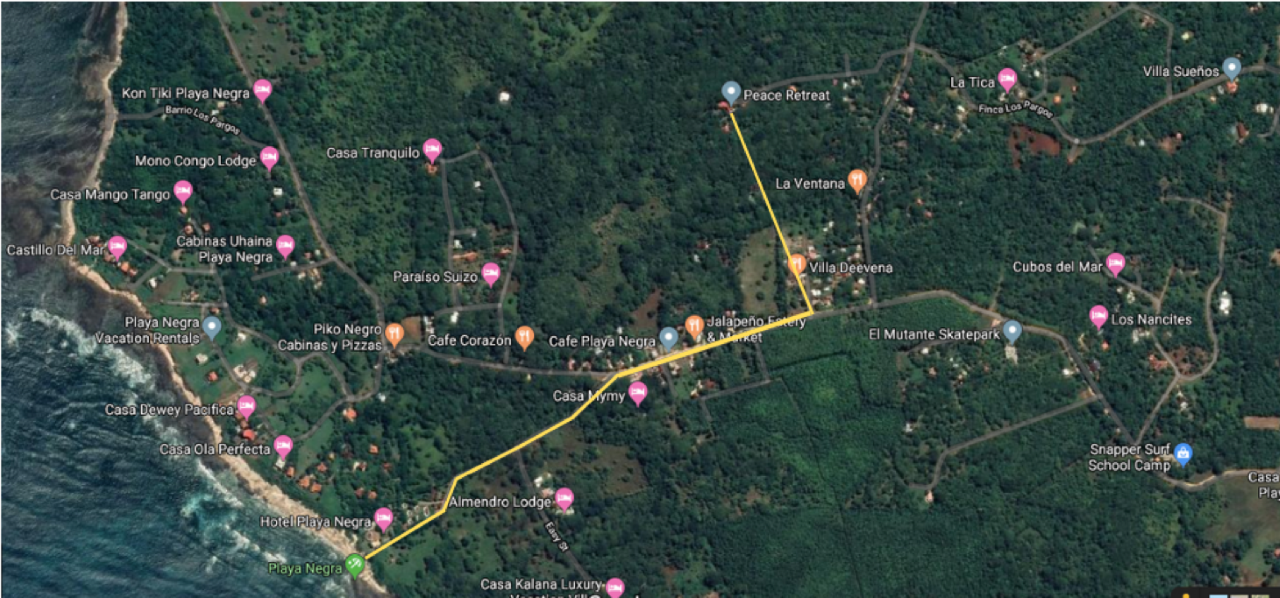 Peace Retreat
Villa Sueños
La Tica
Kon Tiki Playa Negra
Barrio Los Pargos
Finca Los Pargos
Casa Tranquilo
Mono Congo Lodge
La Ventana
Casa Mango Tango
Castillo Del Mar
Cabinas Uhaina
Playa Negra
Villa Deevena
Cubos del Mar
Paraíso Suizo
Playa Negra
Vacation Rentals
Piko Negro
Cabinas y Pizzas
Cafe Corazón
Cafe Playa Negra
Jalapeño Eatery
& Market
El Mutante Skatepark
Los Nancites
Casa Mymy
Casa Dewey Pacifica
Casa Ola Perfecta
Snapper Surf
School Camp
Casa
Play
Almendro Lodge
Hotel Playa Negra
Easy St
Playa Negra
Casa Kalana Luxury